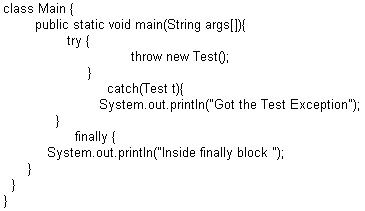 class Main {
public static void main(String args[]){
try {
throw new Test();
}
catch(Test t){
System.out.println("Got the Test Exception");
}
finally {
System.out.println("Inside finally block ");
}
}
}